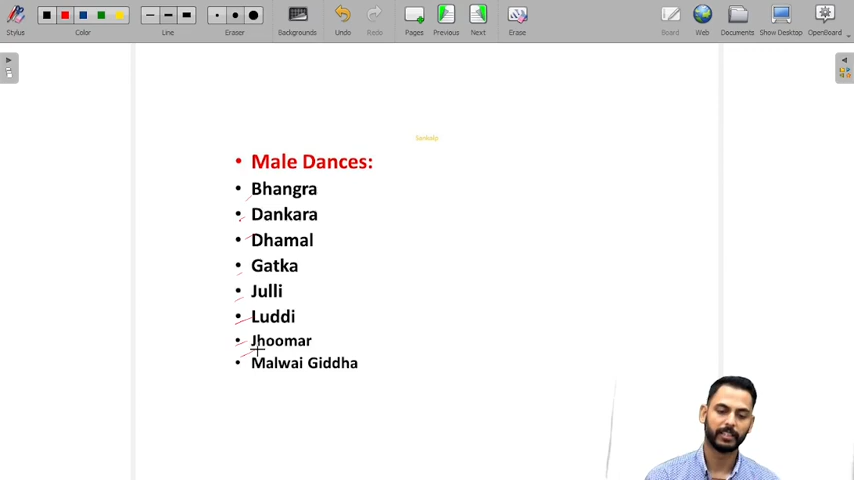 Stylus
Color
Line
Eraser
Backgrounds
Undo
Redo
Pages
Previous
Next
Erase
Board
Web
Documents
Show Desktop
OpenBoard
Sankalp
• Male Dances:
• Bhangra
• Dankara
• Dhamal
• Gatka
• Julli
• Luddi
• Jhoomar
• Malwai Giddha